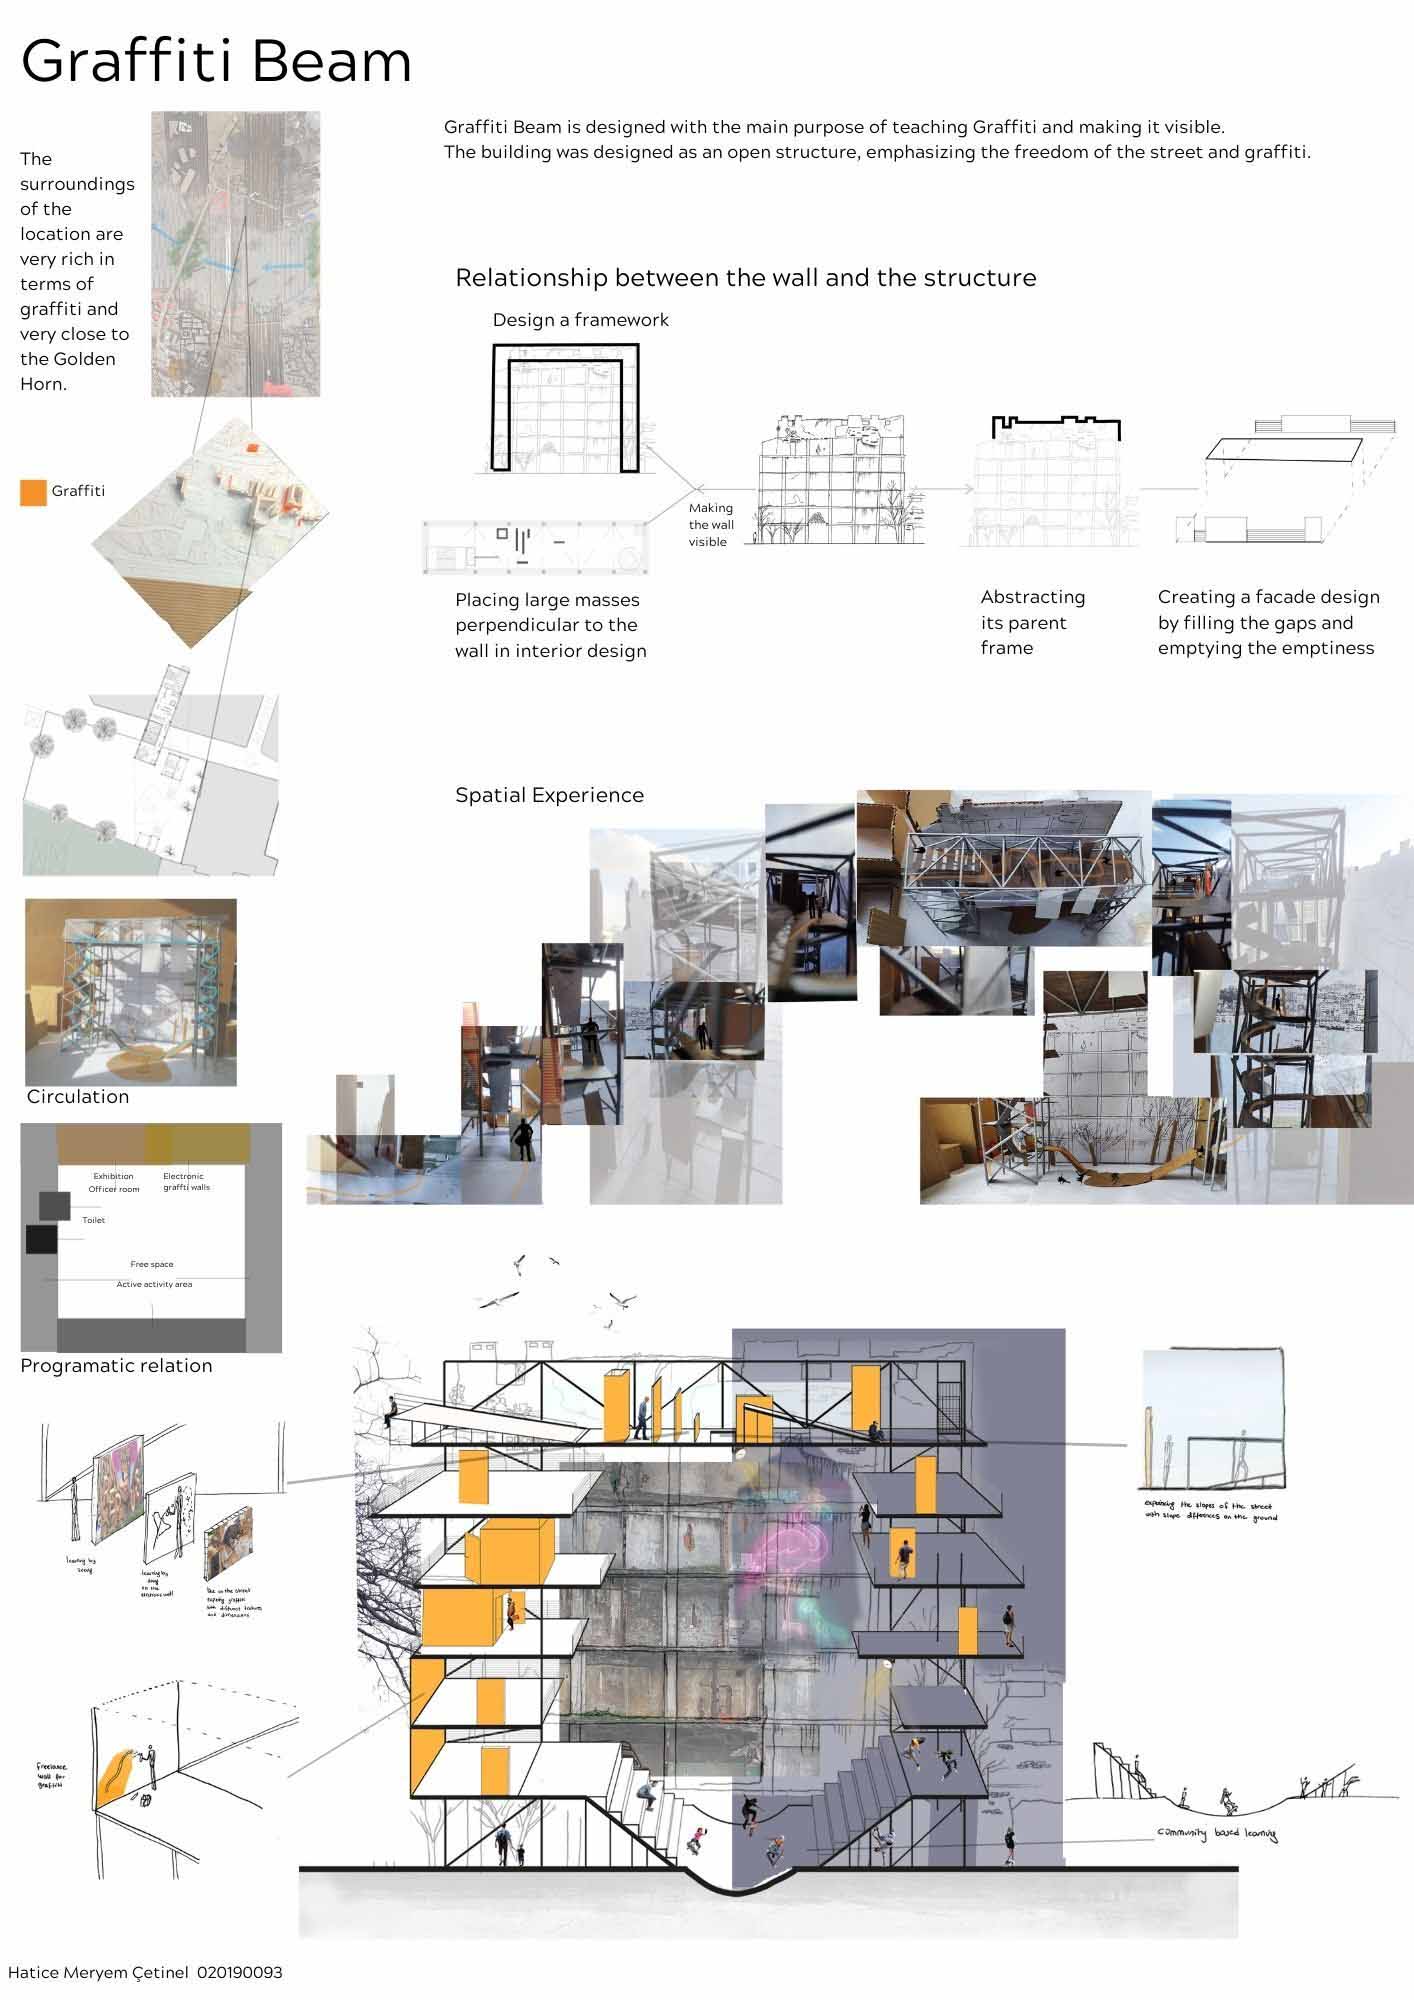 Graffiti Beam
Graffiti Beam is designed with the main purpose of teaching Graffiti and making it visible.
The building was designed as an open structure, emphasizing the freedom of the street and graffiti.
The
surroundings
of the
location are
very rich in
terms of
graffiti and
very close to
the Golden
Horn.
Graffiti
Relationship between the wall and the structure
Design a framework
Making
the wall
visible
Placing large masses
perpendicular to the
wall in interior design
Abstracting
its parent
frame
Creating a facade design
by filling the gaps and
emptying the emptiness
Spatial Experience
Circulation
Exhibition
Officer room
Electronic
graffti walls
Toilet
Free space
Active activity area
Programatic relation
learning by
seeing
learning by
doing
on the
electronic wall
like on the street
with different textures
and dimensions
freelance
wall for
graffiti
the slopes of the street
with slope differences on the ground
community based learning
Hatice Meryem Çetinel 020190093